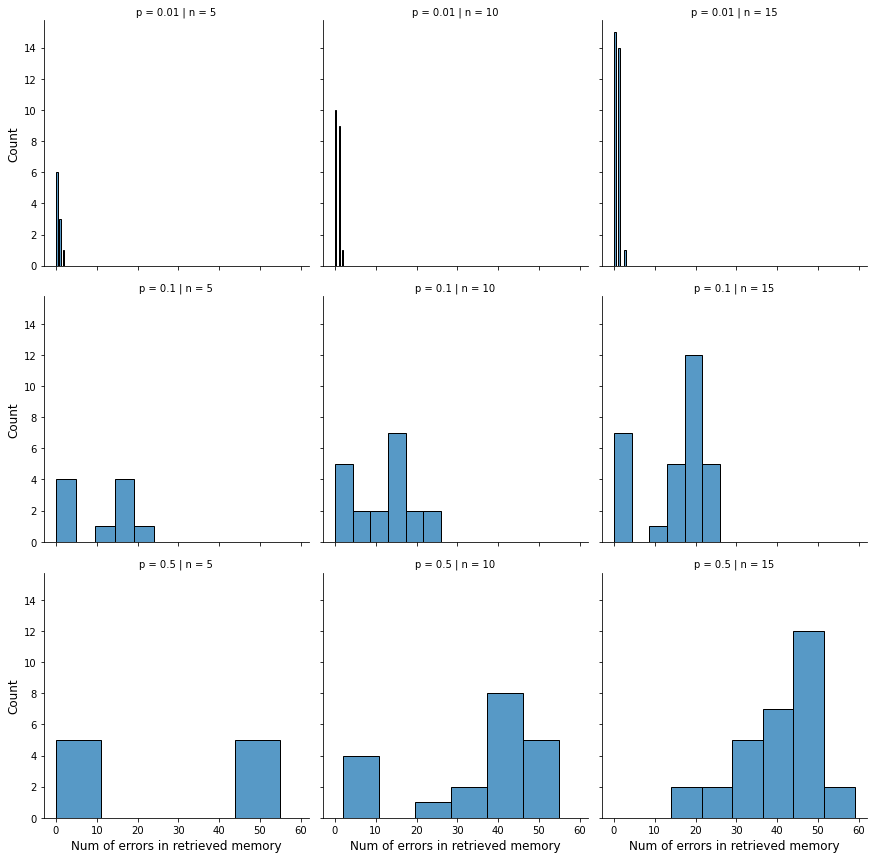 p = 0.01 | n = 5
p = 0.01 | n = 10
p = 0.01 | n = 15
14
12
10
8
6
4
2
0
Count
p = 0.1 | n = 5
p = 0.1 | n = 10
p = 0.1 | n = 15
14
12
10
8
6
4
2
0
Count
p = 0.5 | n = 5
p = 0.5 | n = 10
p = 0.5 | n = 15
14
12
10
8
6
4
2
0
Count
0 10 20 30 40 50 60
0 10 20 30 40 50 60
0 10 20 30 40 50 60
Num of errors in retrieved memory
Num of errors in retrieved memory
Num of errors in retrieved memory